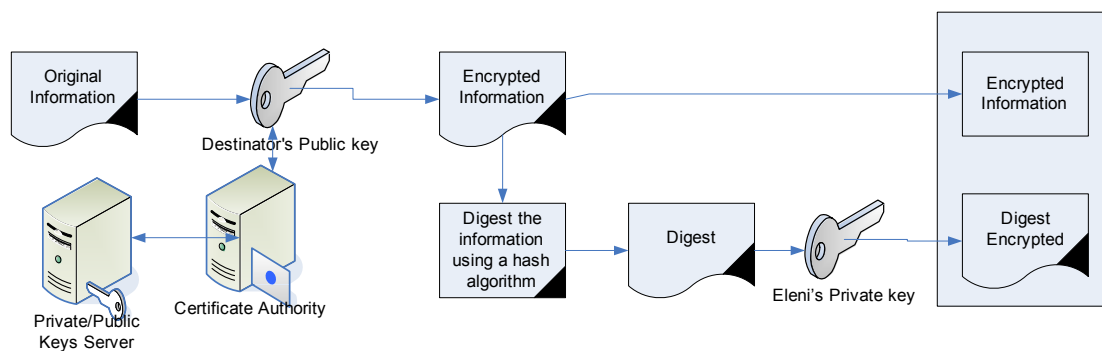 Original
Information
Destinator's Public key
Encrypted
Information
Encrypted
Information
Private/Public
Keys Server
Certificate Authority
Digest the
information
using a hash
algorithm
Digest
Eleni's Private key
Digest
Encrypted